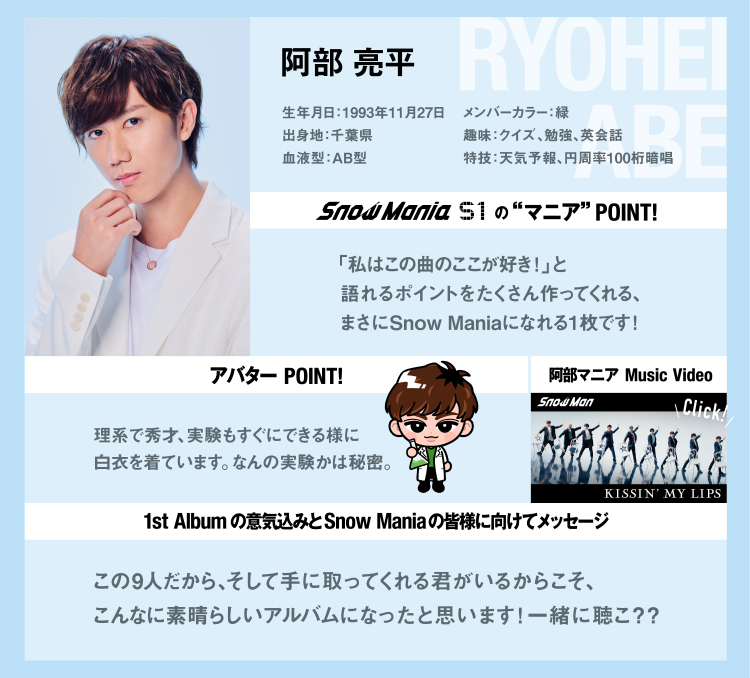 RYOHEI
ABE
阿部 亮平
生年月日：1993年11月27日
メンバーカラー：緑
出身地：千葉県
趣味：クイズ、勉強、英会話
血液型：AB型
特技：天気予報、円周率100桁暗唱
Snow Mania S1 の“マニア”POINT!
「私はこの曲のここが好き！」と
語れるポイントをたくさん作ってくれる、
まさにSnow Maniaになれる1枚です！
アバター POINT!
理系で秀才、実験もすぐにできる様に
白衣を着ています。なんの実験かは秘密。
阿部マニア Music Video
Snow Man
Click!
KISSIN' MY LIPS
1st Albumの意気込みとSnow Maniaの皆様に向けてメッセージ
この9人だから、そして手に取ってくれる君がいるからこそ、
こんなに素晴らしいアルバムになったと思います！一緒に聴こ？？